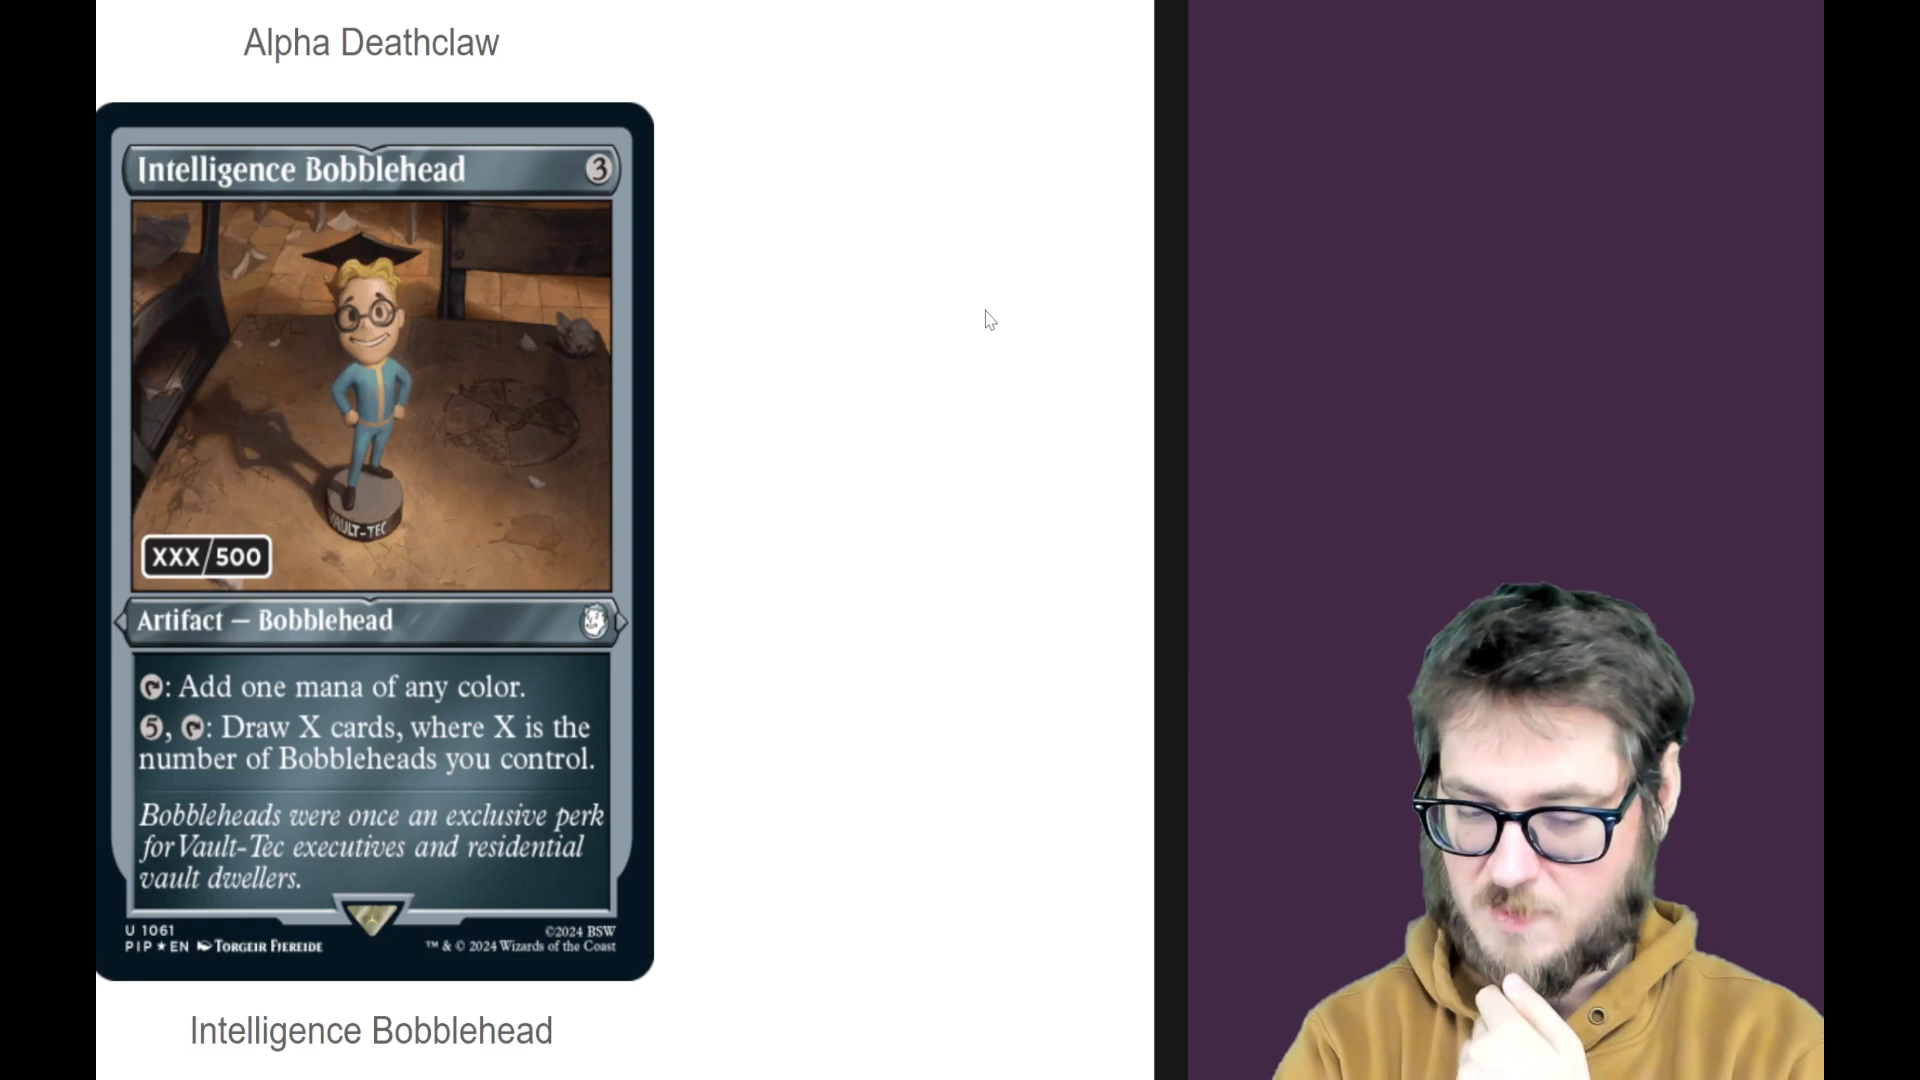 Alpha Deathclaw
Intelligence Bobblehead 3
VAULT-TEC
XXX/500
Artifact — Bobblehead
: Add one mana of any color.
5, : Draw X cards, where X is the
number of Bobbleheads you control.
Bobbleheads were once an exclusive perk
for Vault-Tec executives and residential
vault dwellers.
U 1061
PIP★EN TORGEIR FJEREIDE
©2024 BSW
™ & © 2024 Wizards of the Coast
Intelligence Bobblehead